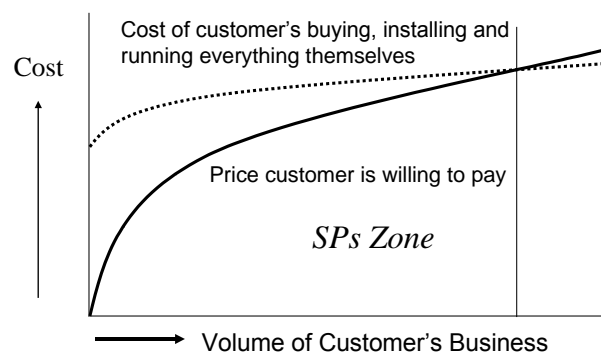 Cost of customer’s buying, installing and
running everything themselves
Cost
Price customer is willing to pay
SPs Zone
Volume of Customer’s Business